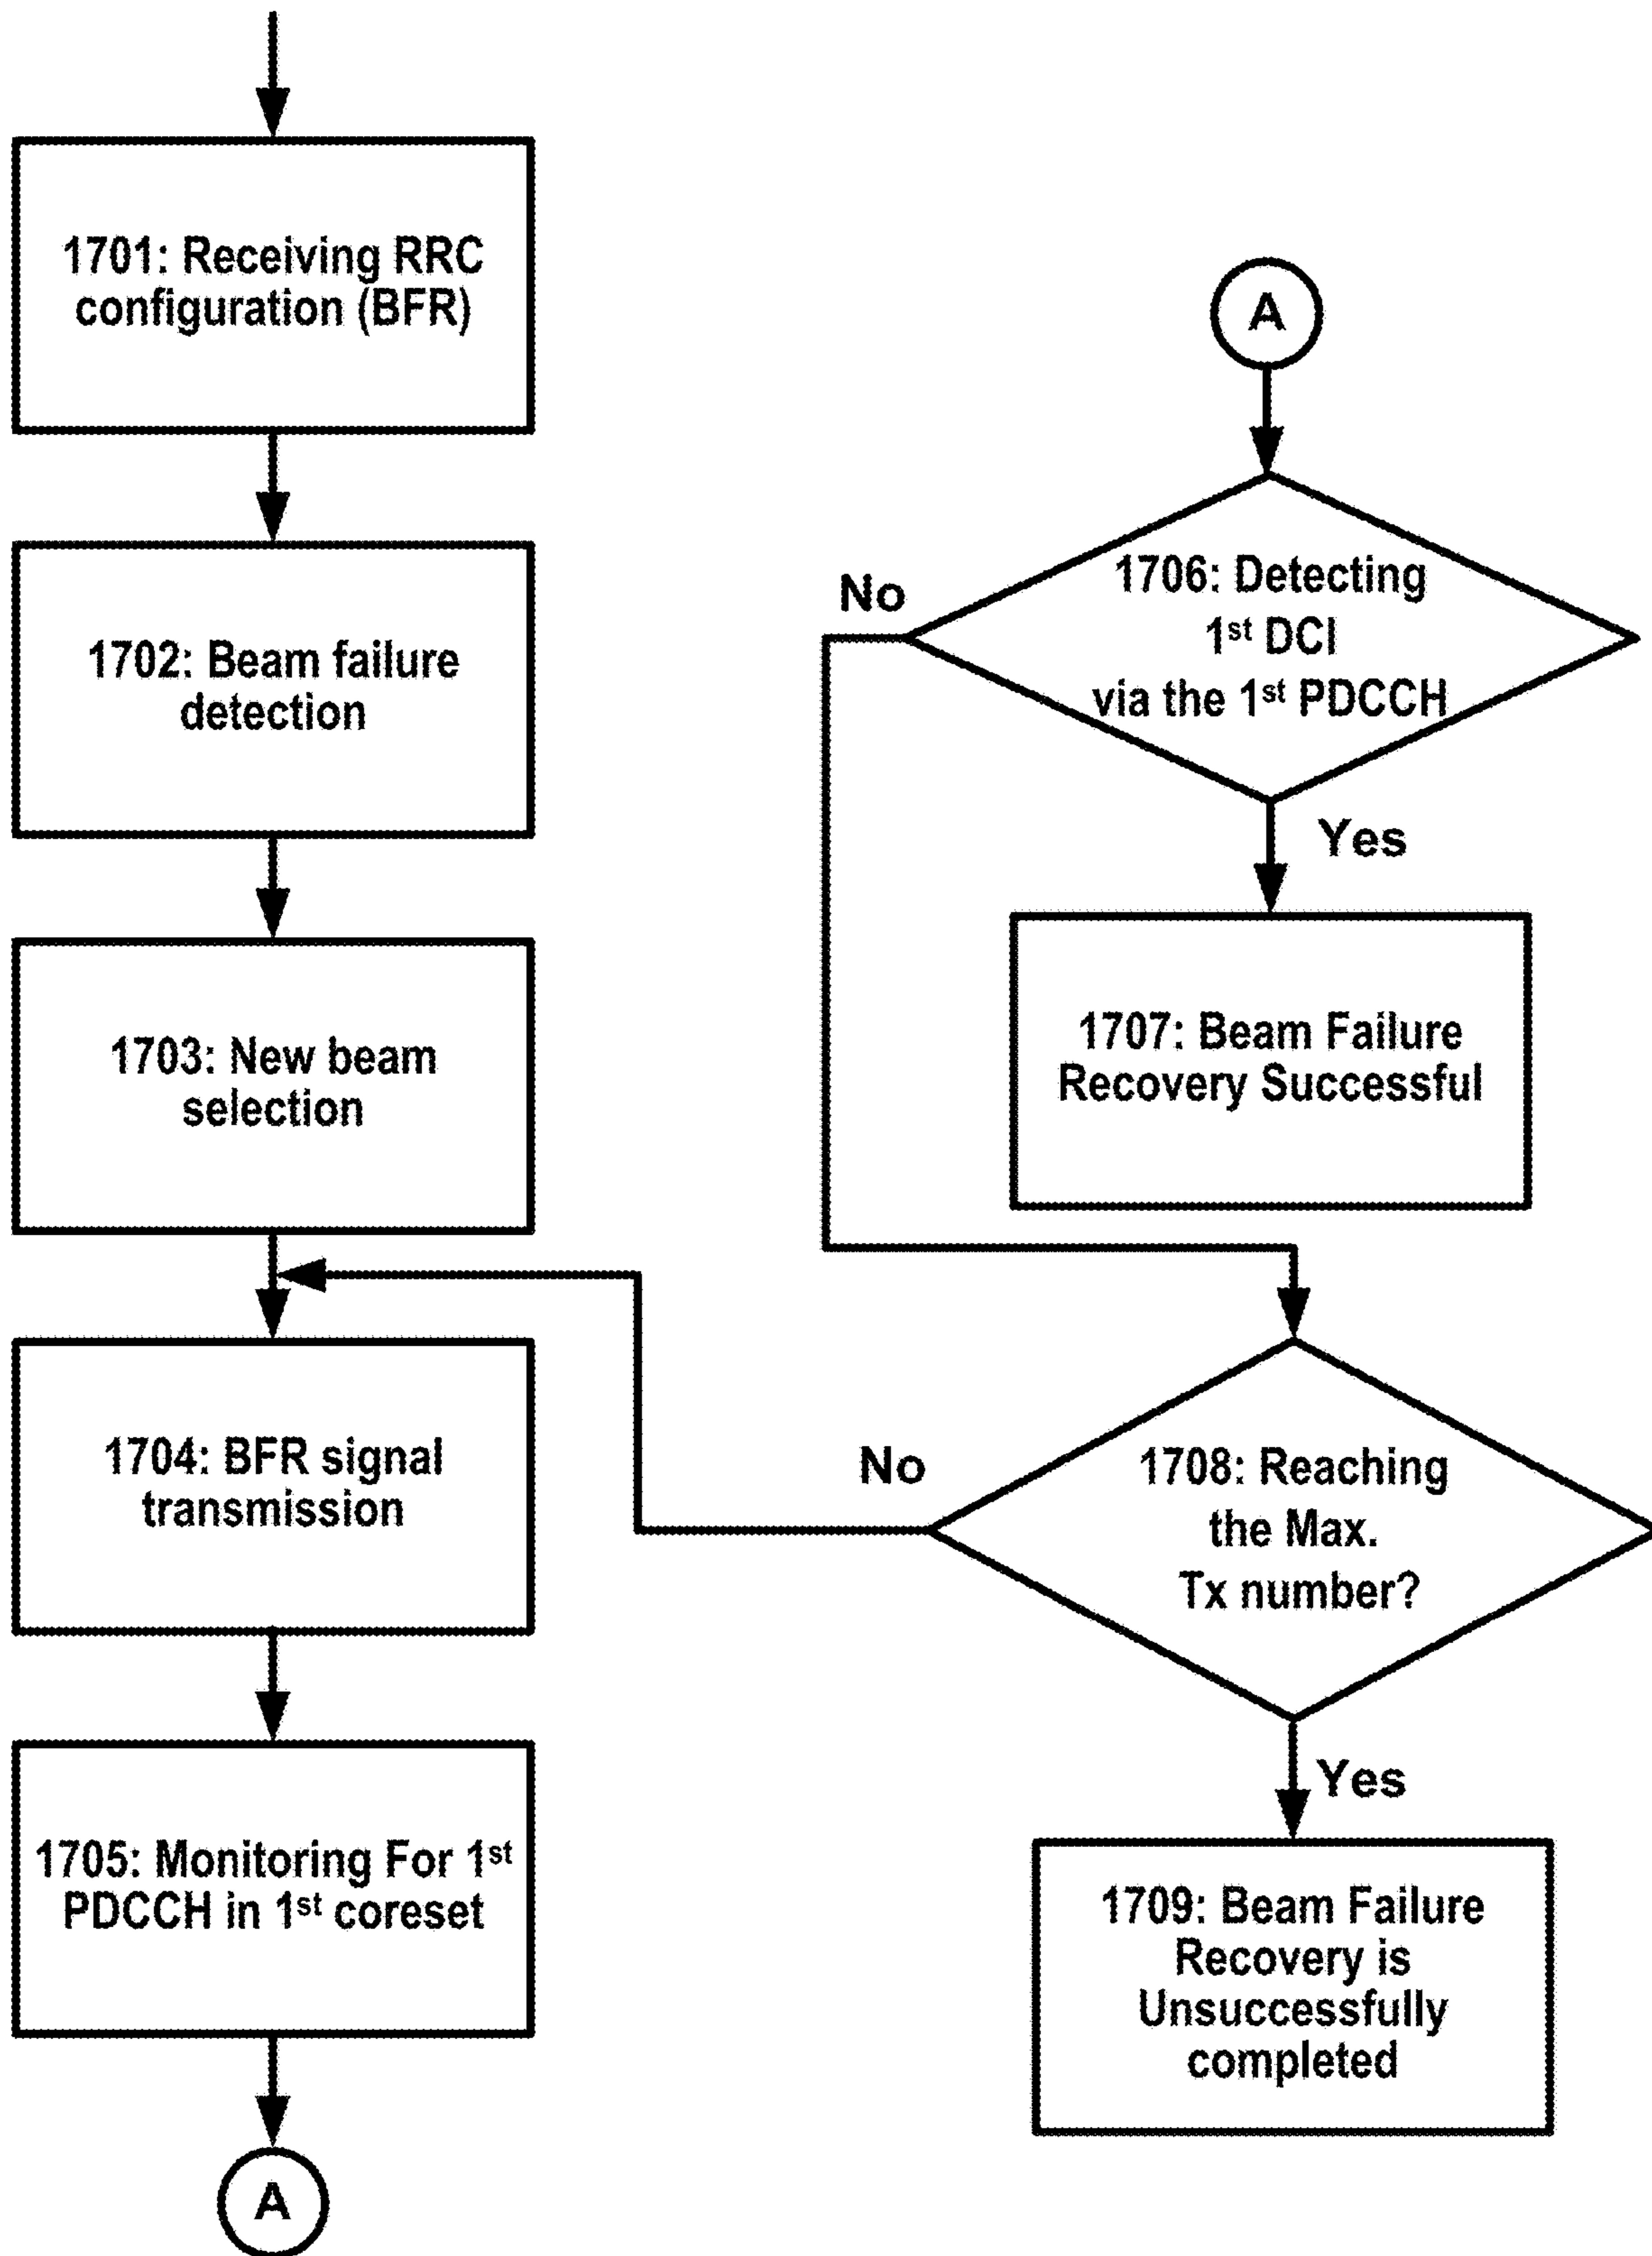 1701: Receiving RRC
configuration (BFR)
1702: Beam failure
detection
1703: New beam
selection
1704: BFR signal
transmission
1705: Monitoring For 1st
PDCCH in 1st coreset
A
A
1706: Detecting
1st DCI
via the 1st PDCCH
No
Yes
1707: Beam Failure
Recovery Successful
1708: Reaching
the Max.
Tx number?
No
Yes
1709: Beam Failure
Recovery is
Unsuccessfully
completed